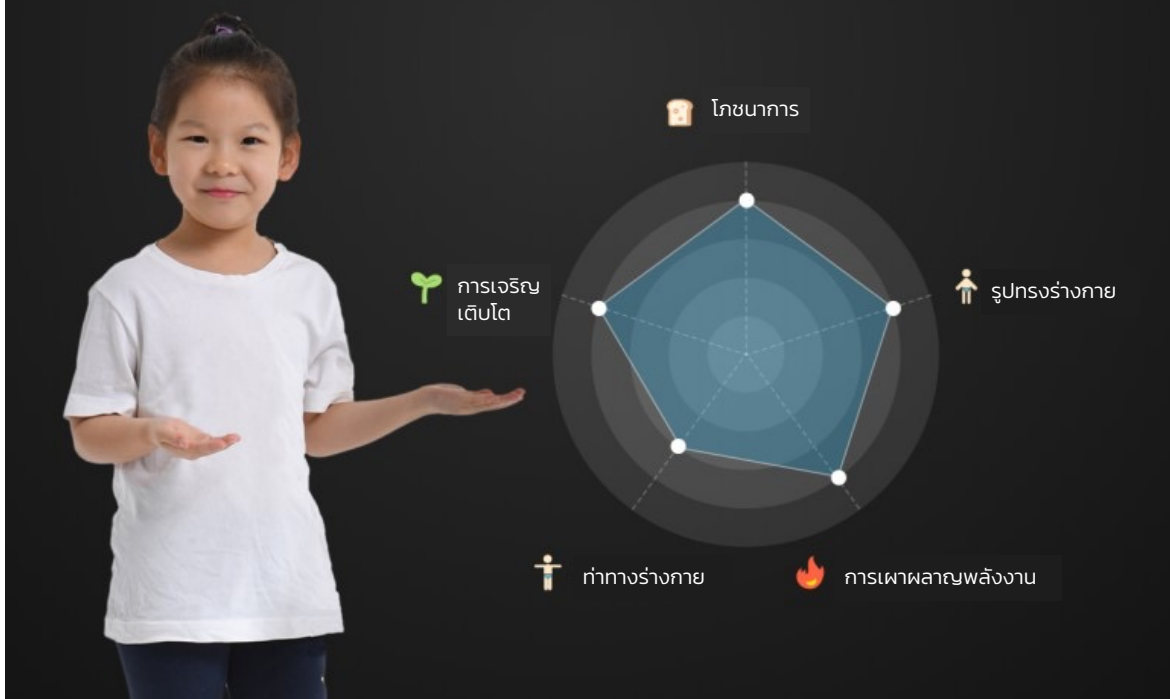 โภชนาการ
การเจริญ
เติบโต
รูปทรงร่างกาย
ท่าทางร่างกาย
การเผาผลาญพลังงาน